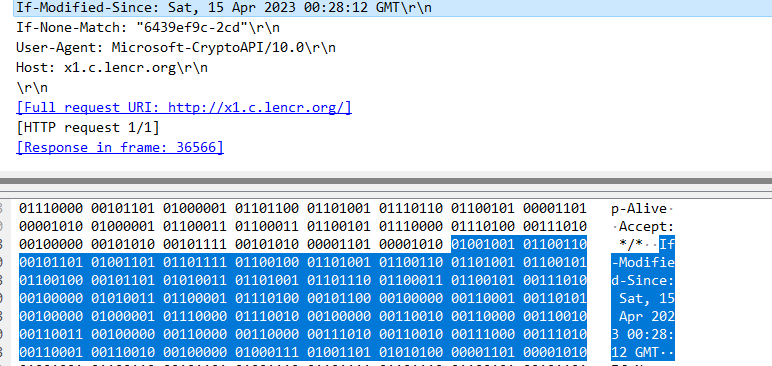 If-Modified-Since: Sat, 15 Apr 2023 00:28:12 GMT\r\n
If-None-Match: "6439ef9c-2cd"\r\n
User-Agent: Microsoft-CryptoAPI/10.0\r\n
Host: x1.c.lencr.org\r\n
\r\n
[Full request URI: http://x1.c.lencr.org/]
[HTTP request 1/1]
[Response in frame: 36566]
01110000 00101101 01000001 01101100 01101001 01110110 01100101 00001101 p-Alive·
00001010 01000001 01100011 01100011 01100101 01110000 01110100 00111010 ·Accept:
00100000 00101010 00101111 00101010 00001101 00001010 01001001 01100110 */*··If
00101101 01001101 01101111 01100100 01101001 01100110 01101001 01100101 -Modifie
01100100 00101101 01010011 01101001 01101110 01100011 01100101 00111010 d-Since:
00100000 01010011 01100001 01110100 00101100 00100000 00110001 00110101 Sat, 15
00100000 01000001 01110000 01110010 00100000 00110010 00110000 00110010 Apr 202
00110011 00100000 00110000 00110000 00111010 00110010 00111000 00111010 3 00:28:
00110001 00110010 00100000 01000111 01001101 01010100 00001101 00001010 12 GMT··